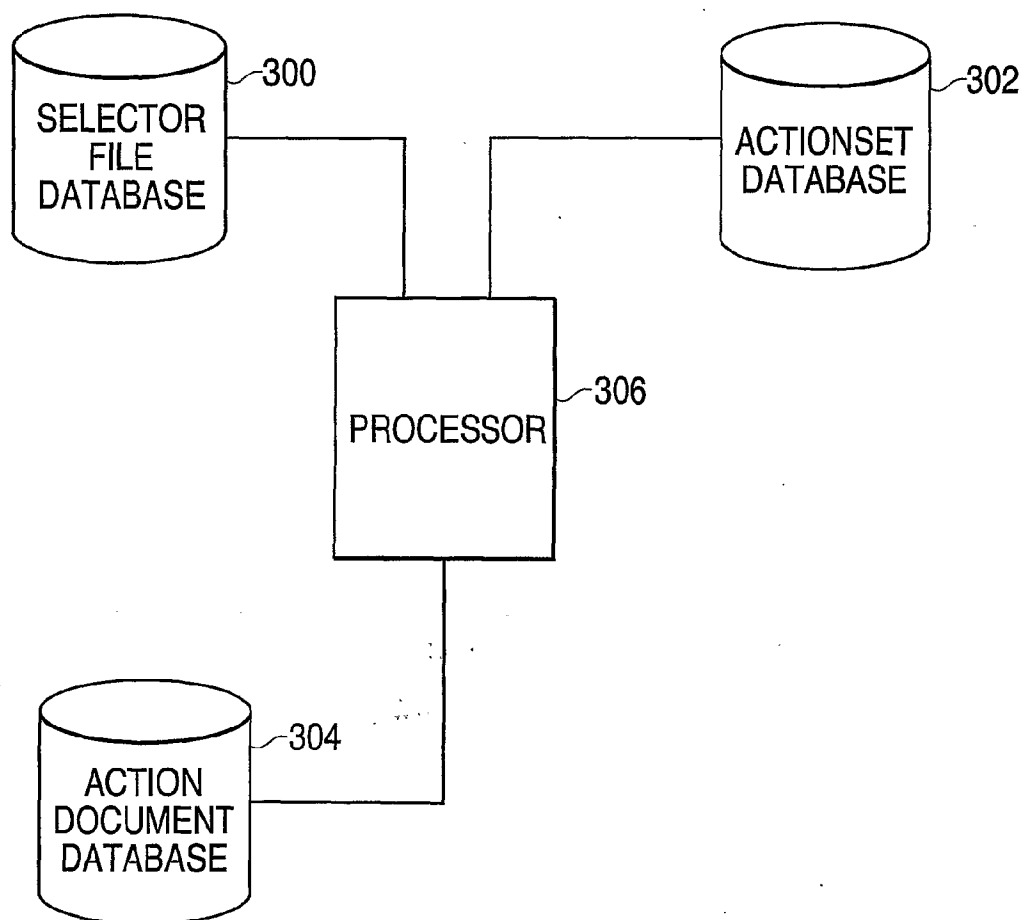 300
SELECTOR
FILE
DATABASE
302
ACTIONSET
DATABASE
306
PROCESSOR
304
ACTION
DOCUMENT
DATABASE